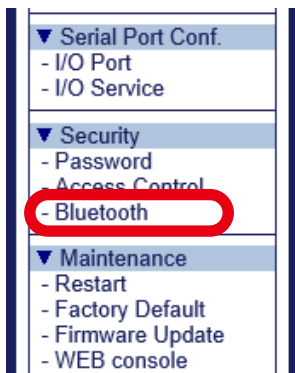 ▼ Serial Port Conf.
- I/O Port
- I/O Service
▼ Security
- Password
- Access Control
- Bluetooth
▼ Maintenance
- Restart
- Factory Default
- Firmware Update
- WEB console